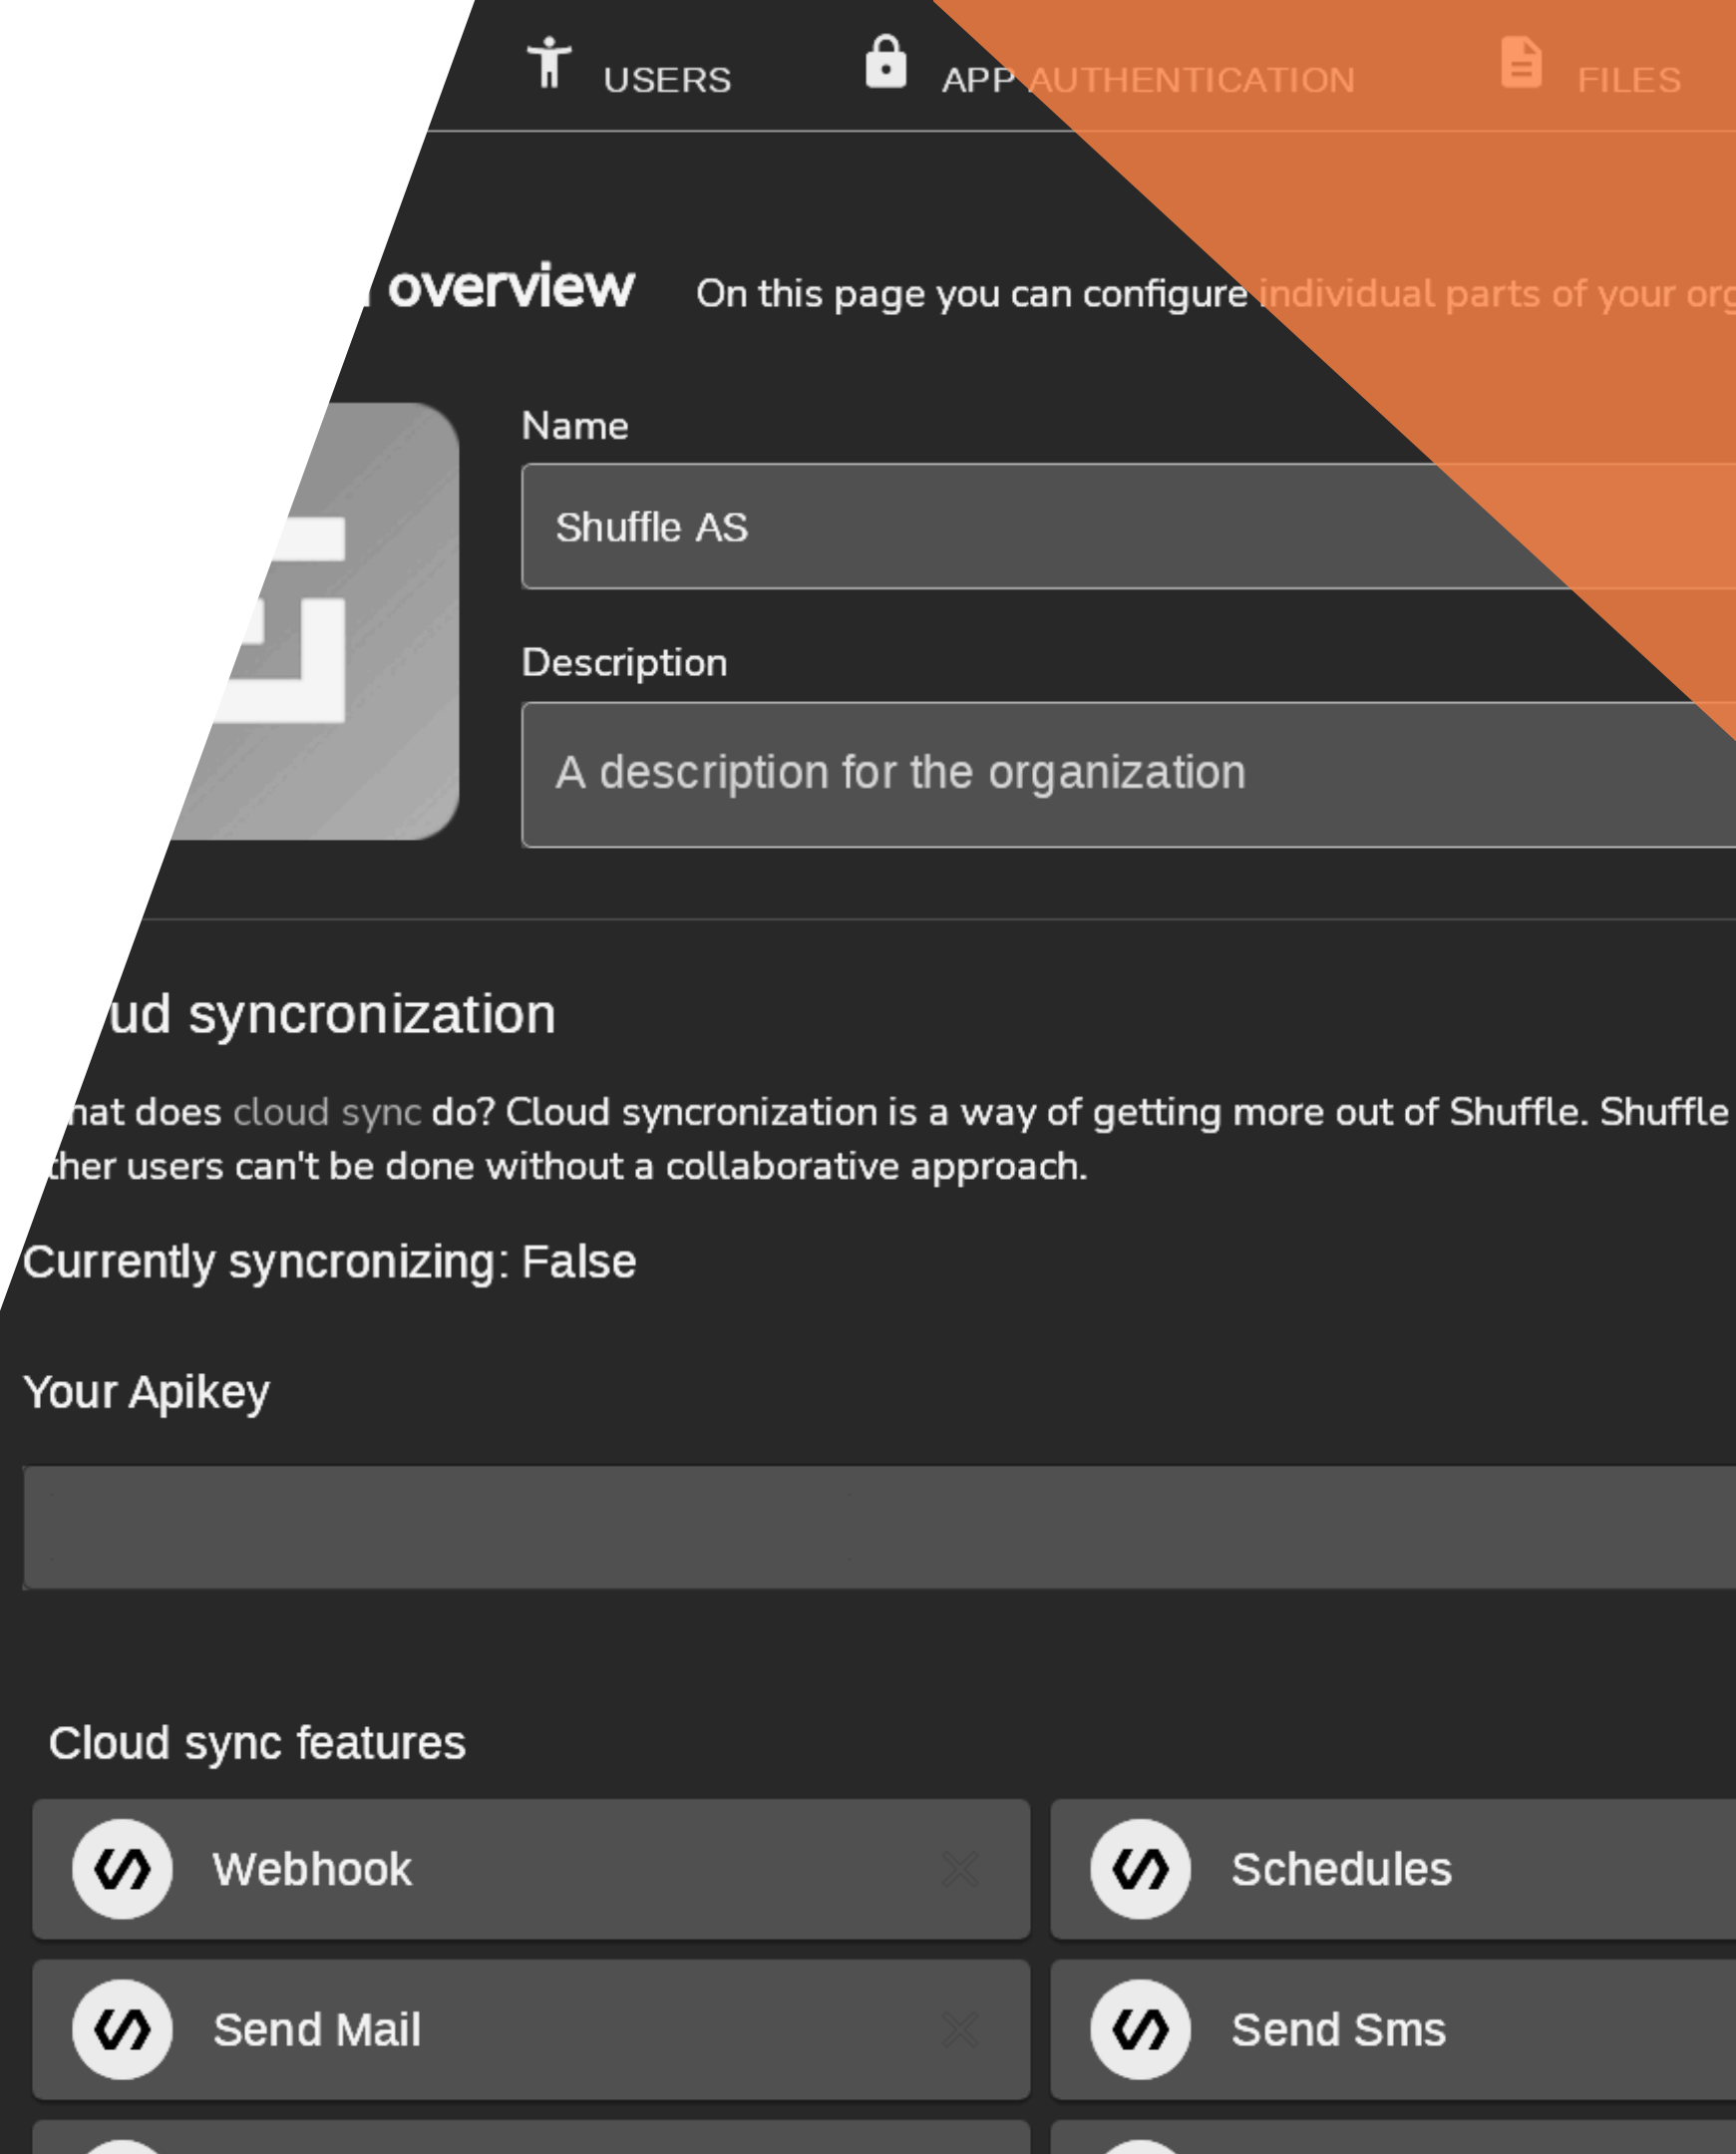 USERS APP AUTHENTICATION FILES
overview On this page you can configure individual parts of your org
Name
Shuffle AS
Description
A description for the organization
ud syncronization
hat does cloud sync do? Cloud syncronization is a way of getting more out of Shuffle. Shuffle
ther users can't be done without a collaborative approach.
Currently syncronizing: False
Your Apikey
Cloud sync features
Webhook Schedules
Send Mail Send Sms